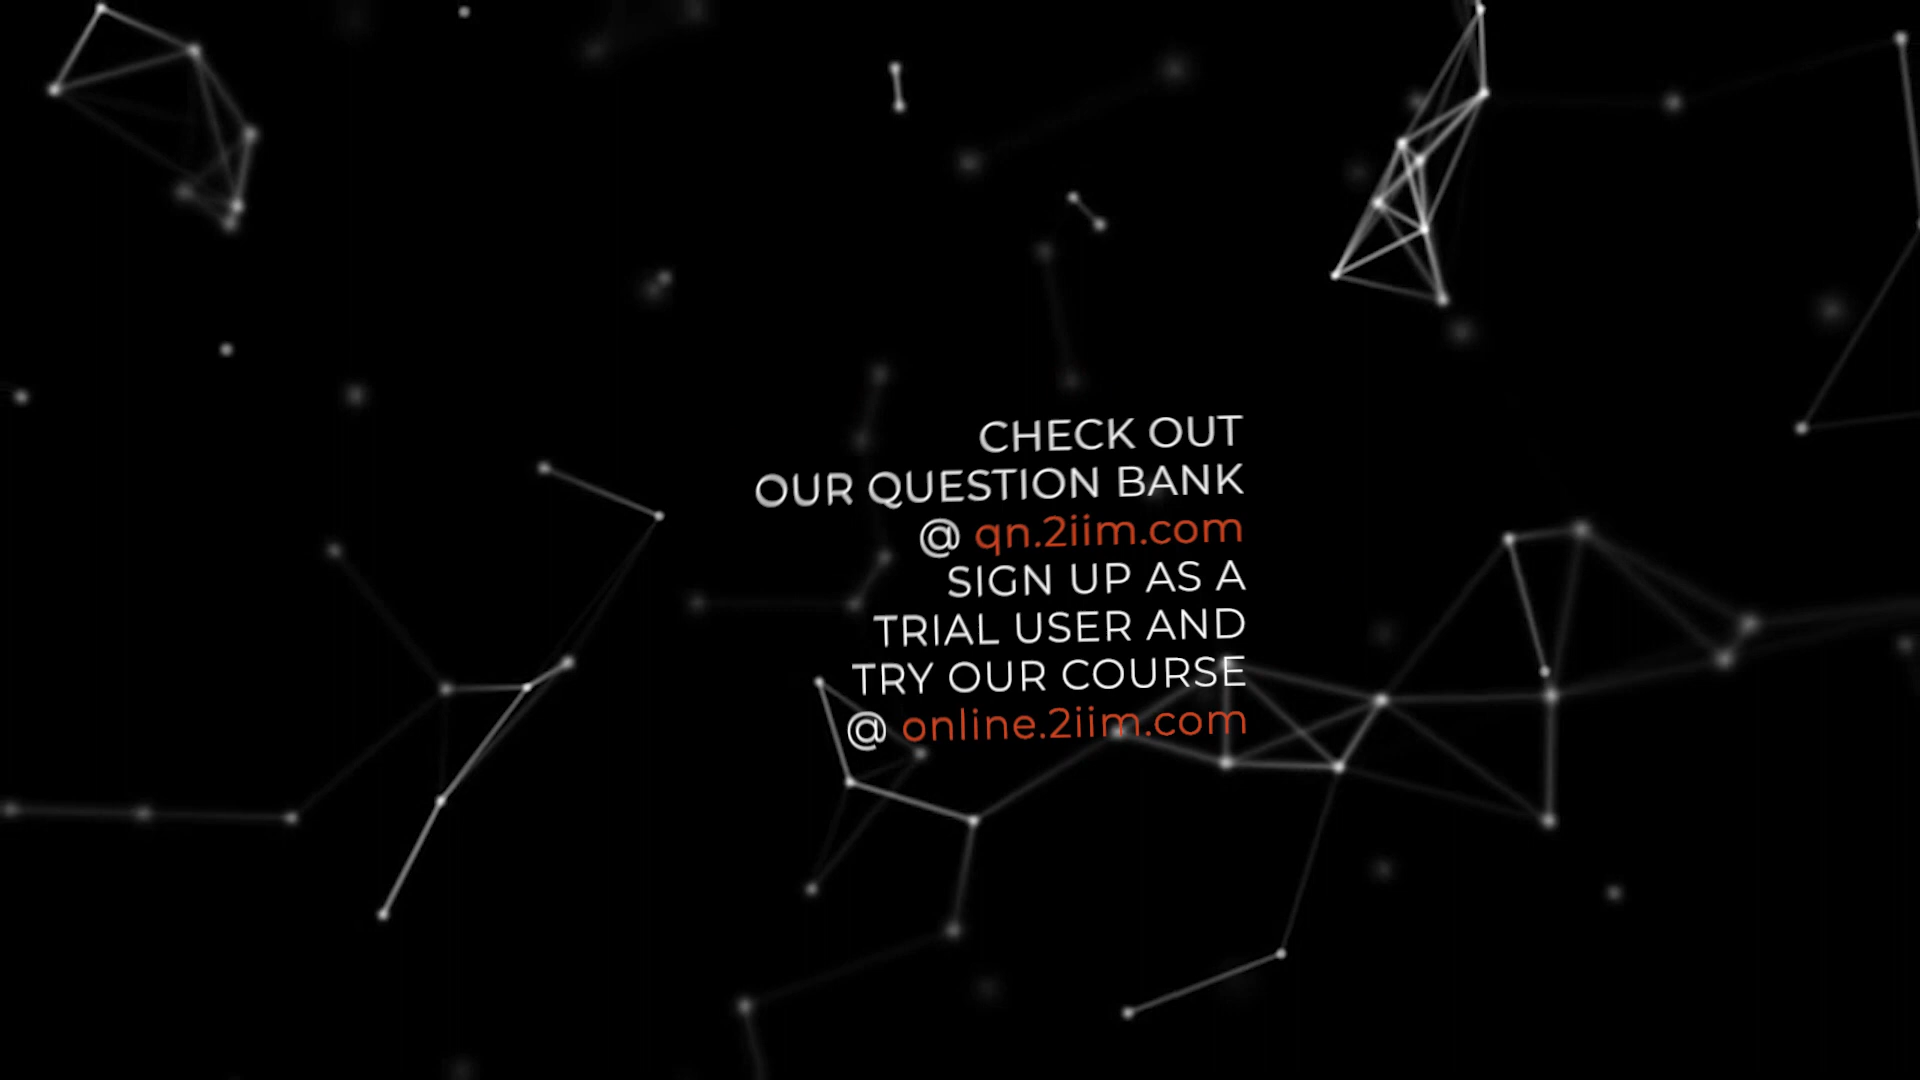 CHECK OUT
OUR QUESTION BANK
@ qn.2iim.com
SIGN UP AS A
TRIAL USER AND
TRY OUR COURSE
@ online.2iim.com